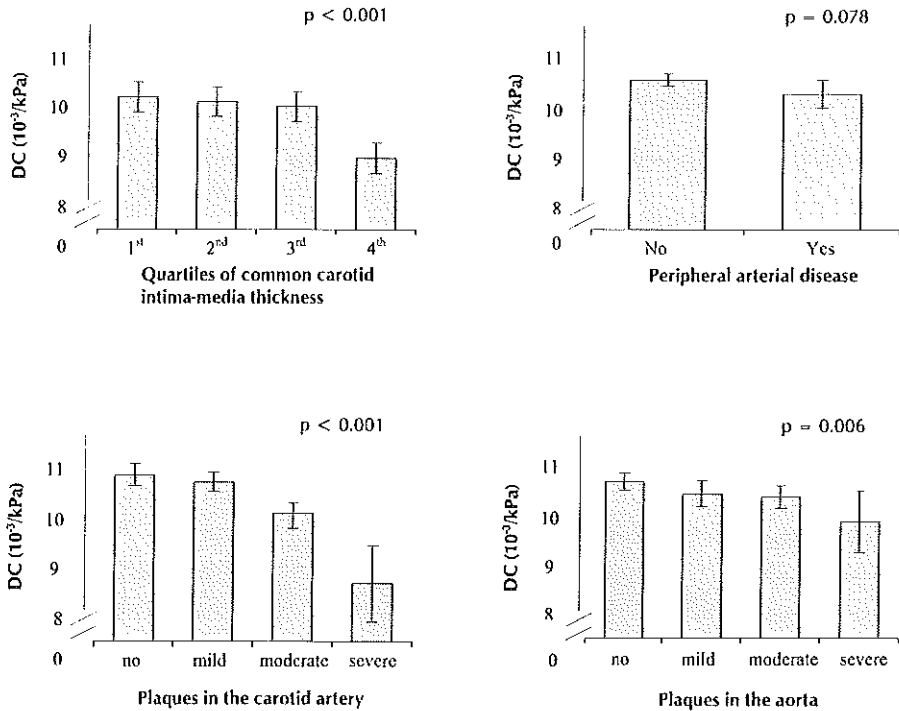 p < 0.001
DC (10⁻³/kPa)
11
10
9
8
0
1st 2nd 3rd 4th
Quartiles of common carotid
intima-media thickness
p = 0.078
DC (10⁻³/kPa)
11
10
9
8
0
No Yes
Peripheral arterial disease
p < 0.001
DC (10⁻³/kPa)
11
10
9
8
0
no mild moderate severe
Plaques in the carotid artery
p = 0.006
DC (10⁻³/kPa)
11
10
9
8
0
no mild moderate severe
Plaques in the aorta